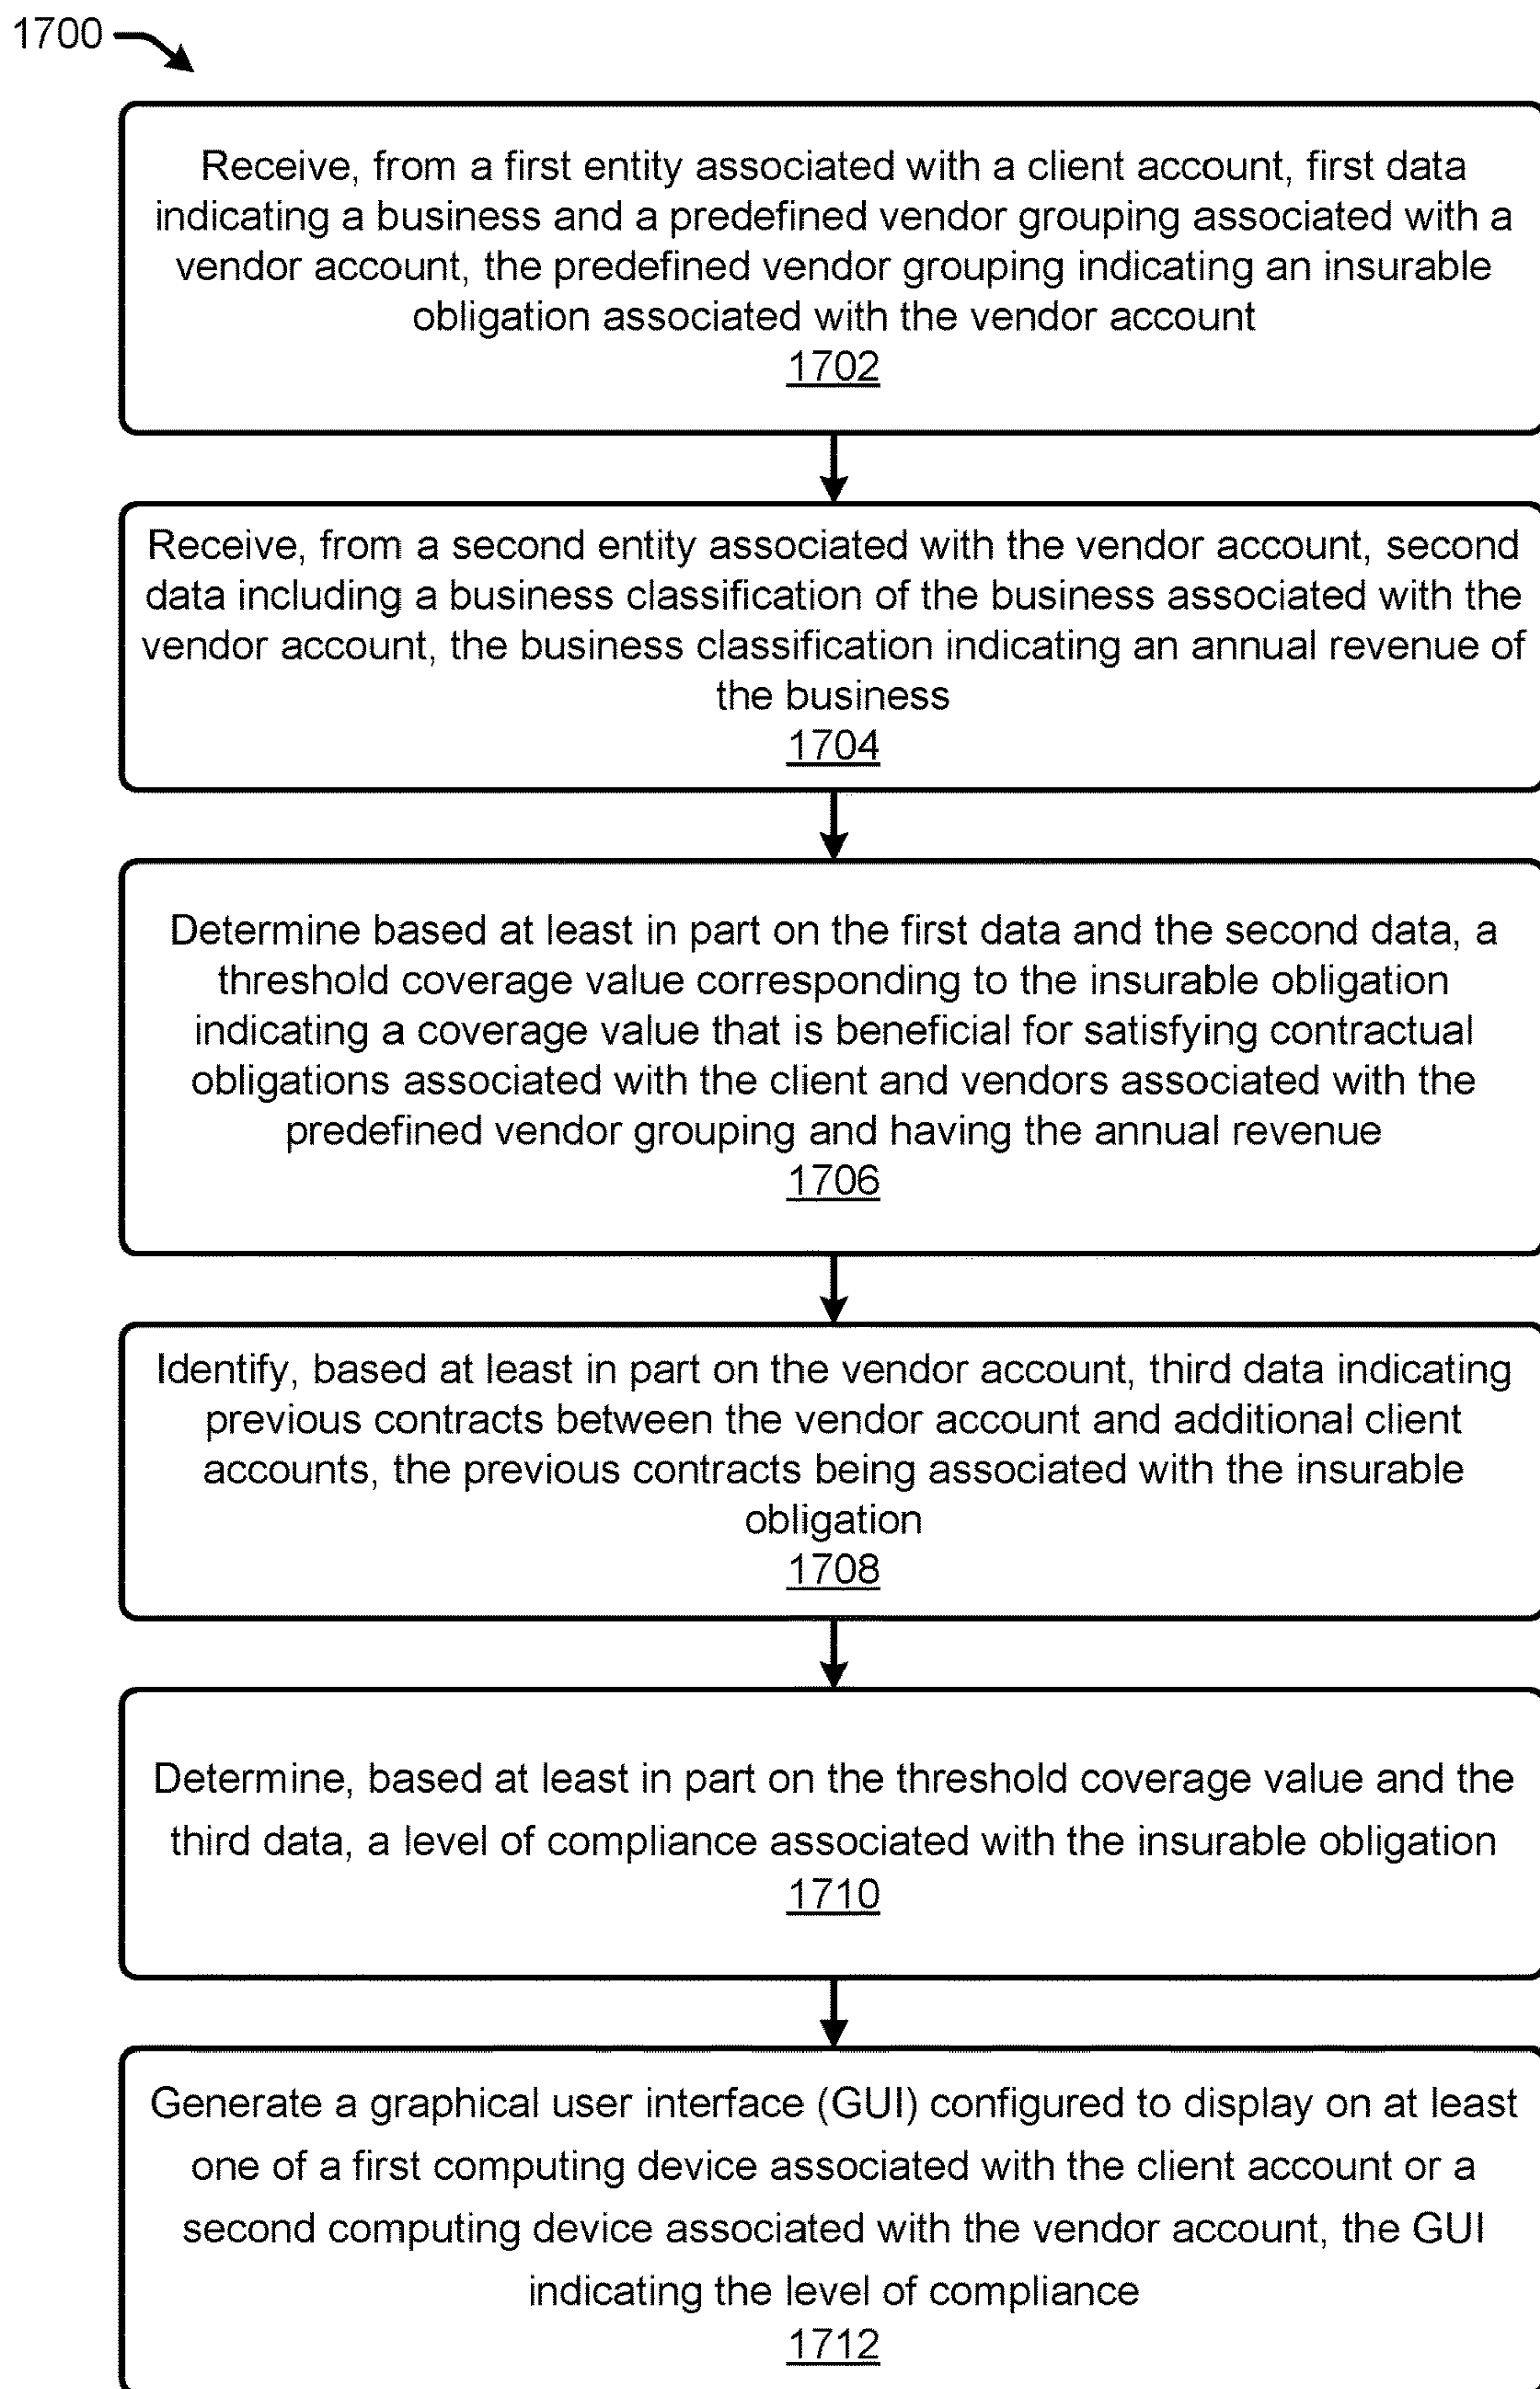 1700
Receive, from a first entity associated with a client account, first data
indicating a business and a predefined vendor grouping associated with a
vendor account, the predefined vendor grouping indicating an insurable
obligation associated with the vendor account
1702
Receive, from a second entity associated with the vendor account, second
data including a business classification of the business associated with the
vendor account, the business classification indicating an annual revenue of
the business
1704
Determine based at least in part on the first data and the second data, a
threshold coverage value corresponding to the insurable obligation
indicating a coverage value that is beneficial for satisfying contractual
obligations associated with the client and vendors associated with the
predefined vendor grouping and having the annual revenue
1706
Identify, based at least in part on the vendor account, third data indicating
previous contracts between the vendor account and additional client
accounts, the previous contracts being associated with the insurable
obligation
1708
Determine, based at least in part on the threshold coverage value and the
third data, a level of compliance associated with the insurable obligation
1710
Generate a graphical user interface (GUI) configured to display on at least
one of a first computing device associated with the client account or a
second computing device associated with the vendor account, the GUI
indicating the level of compliance
1712